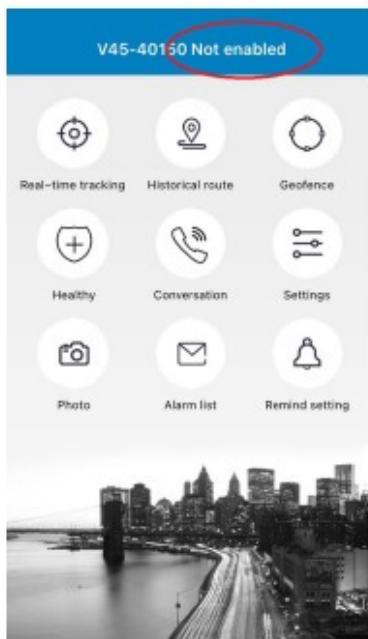 V45-40150 Not enabled
Real-time tracking
Historical route
Geofence
Healthy
Conversation
Settings
Photo
Alarm list
Remind setting